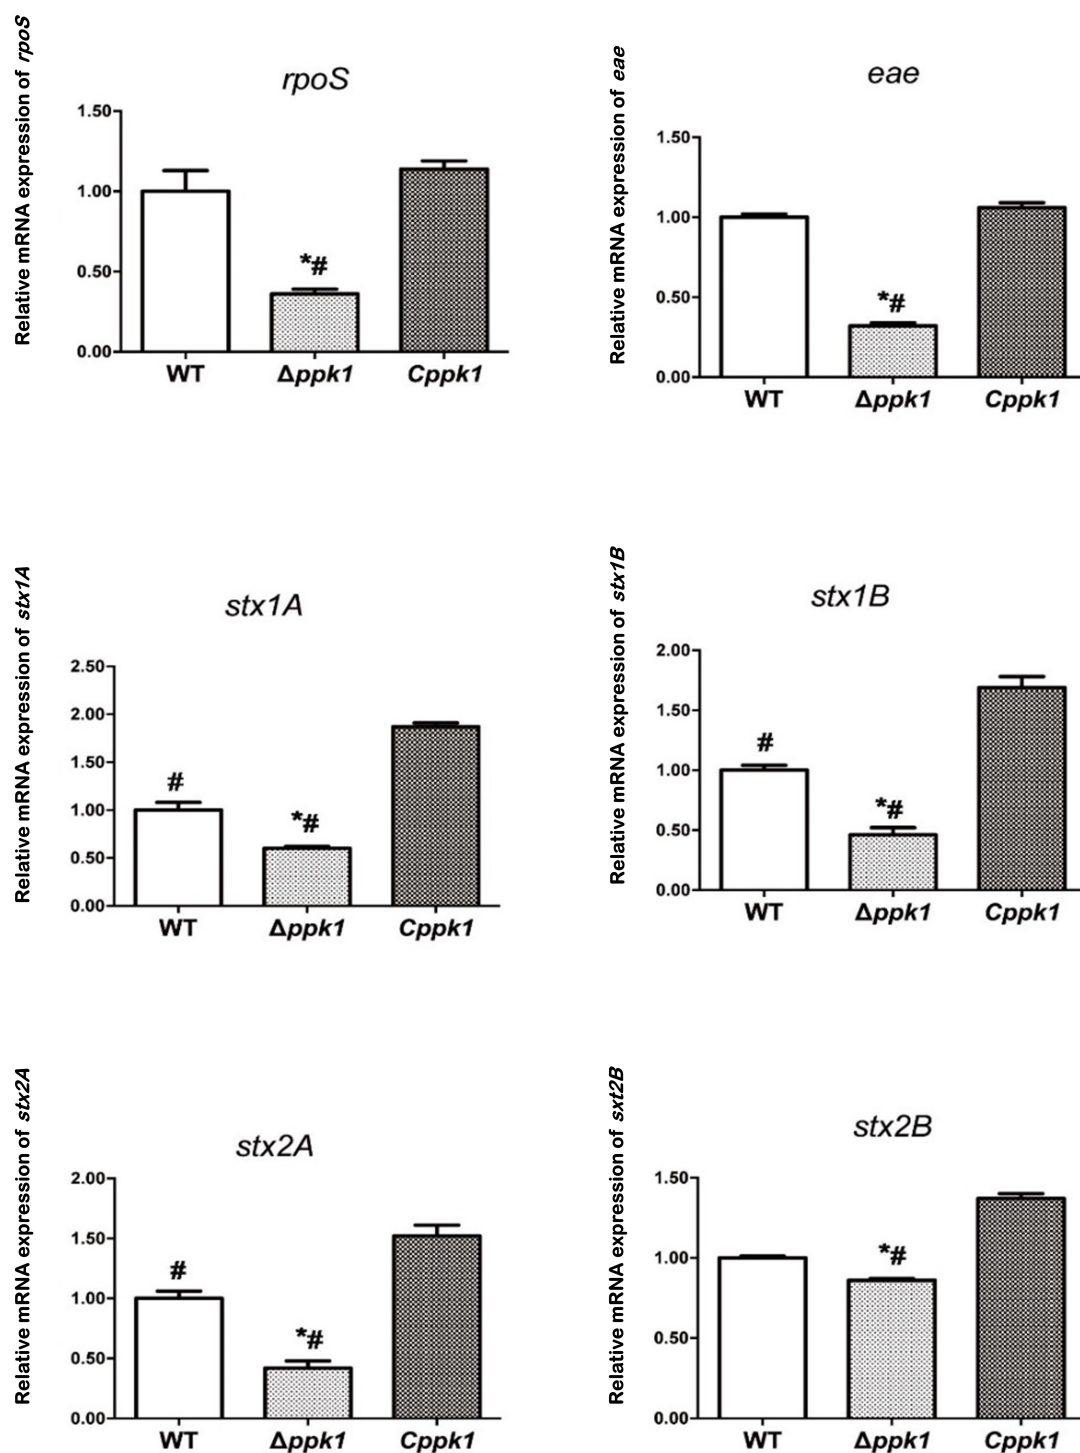 Relative mRNA expression of rpoS
rpoS
1.50
1.00
0.50
0.00
*#
WT
Δppk1
Cppk1
Relative mRNA expression of eae
eae
1.50
1.00
0.50
0.00
*#
WT
Δppk1
Cppk1
Relative mRNA expression of stx1A
stx1A
2.50
2.00
1.50
1.00
0.50
0.00
#
*#
WT
Δppk1
Cppk1
Relative mRNA expression of stx1B
stx1B
2.00
1.50
1.00
0.50
0.00
#
*#
WT
Δppk1
Cppk1
Relative mRNA expression of stx2A
stx2A
2.00
1.50
1.00
0.50
0.00
#
*#
WT
Δppk1
Cppk1
Relative mRNA expression of sxt2B
stx2B
1.50
1.00
0.50
0.00
*#
WT
Δppk1
Cppk1